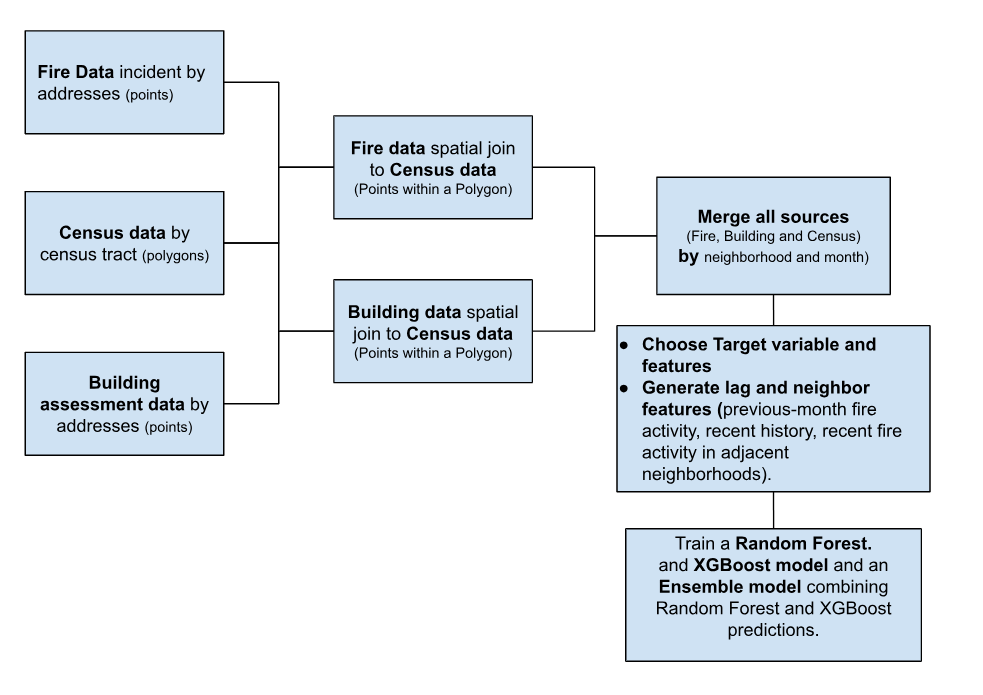 Fire Data incident by
addresses (points)
Census data by
census tract (polygons)
Building
assessment data by
addresses (points)
Fire data spatial join
to Census data
(Points within a Polygon)
Building data spatial
join to Census data
(Points within a Polygon)
Merge all sources
(Fire, Building and Census)
by neighborhood and month)
● Choose Target variable and
features
● Generate lag and neighbor
features (previous-month fire
activity, recent history, recent fire
activity in adjacent
neighborhoods).
Train a Random Forest.
and XGBoost model and an
Ensemble model combining
Random Forest and XGBoost
predictions.